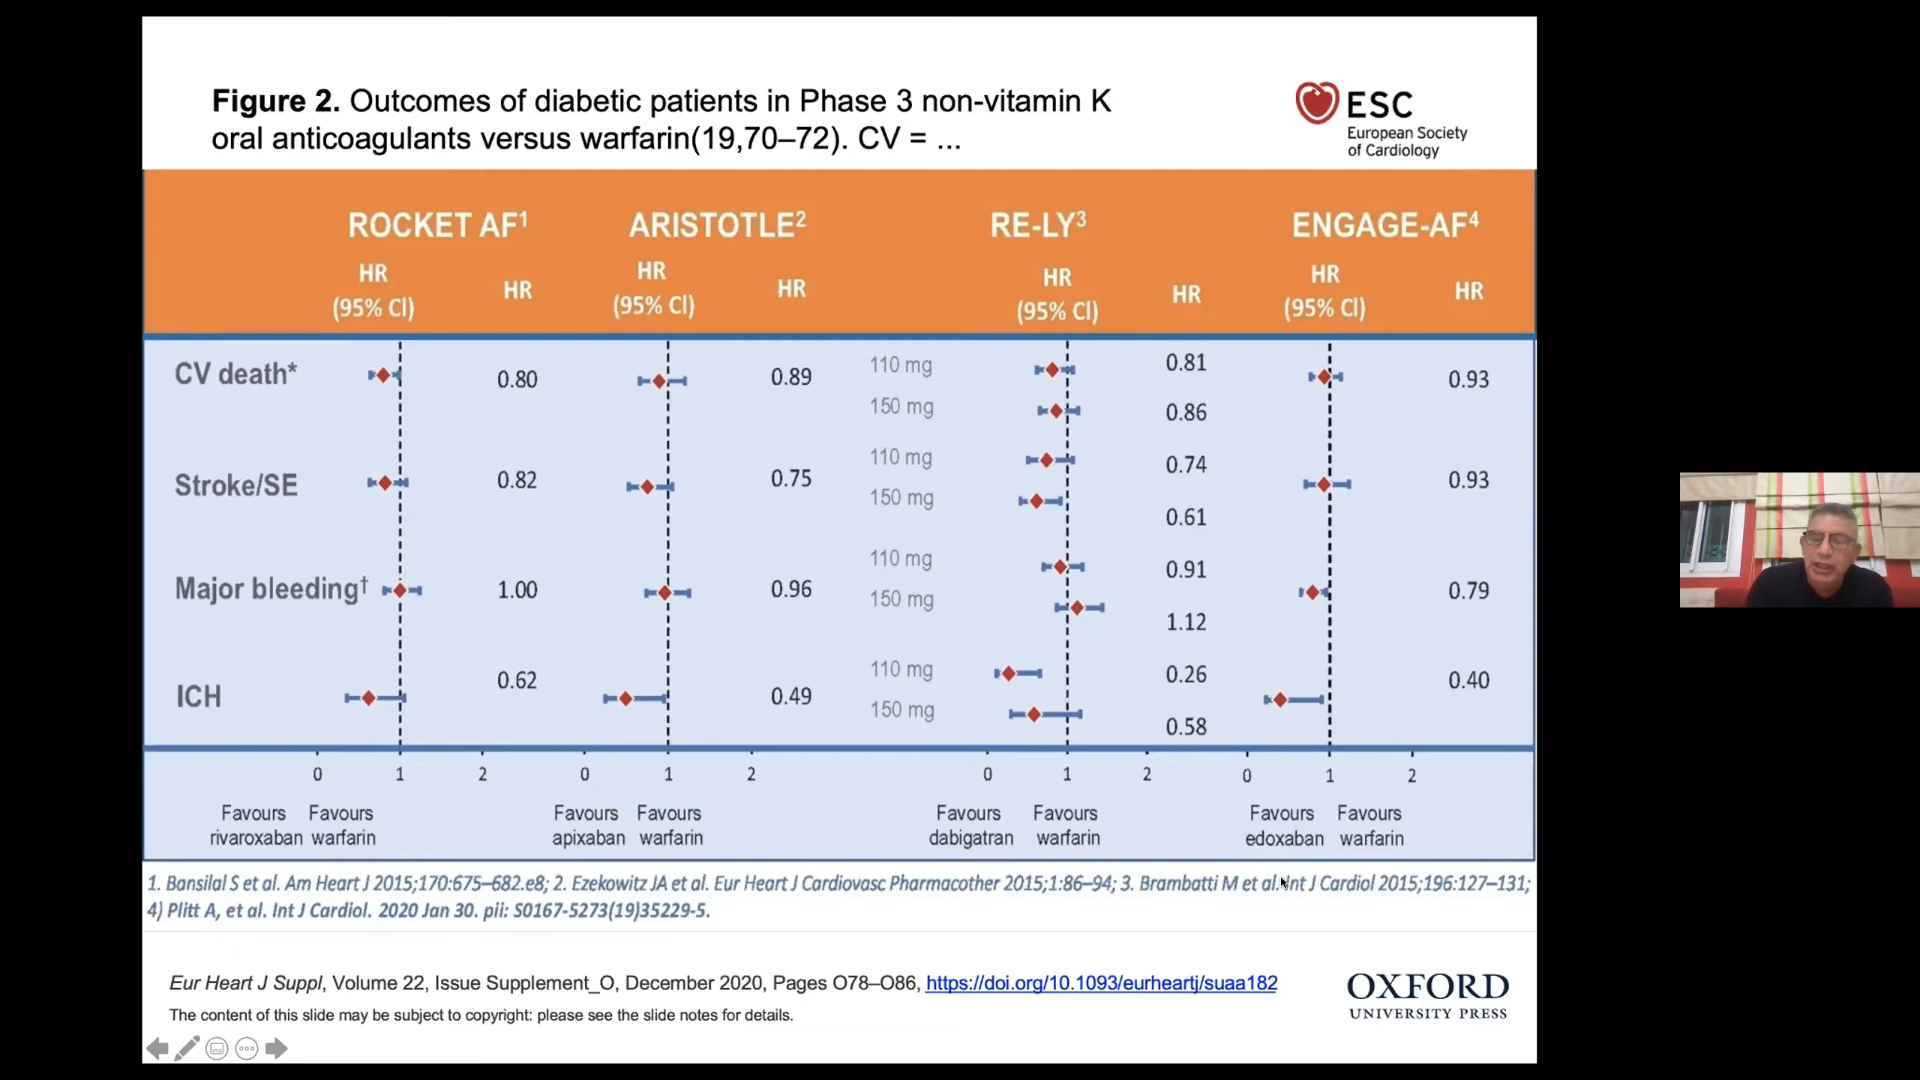 Figure 2. Outcomes of diabetic patients in Phase 3 non-vitamin K
oral anticoagulants versus warfarin(19,70–72). CV = ...
ESC
European Society
of Cardiology
ROCKET AF¹ ARISTOTLE² RE-LY³ ENGAGE-AF⁴
HR
(95% CI)
HR
HR
(95% CI)
HR
HR
(95% CI)
HR
HR
(95% CI)
HR
CV death* 0.80 0.89 110 mg 0.81 0.93
150 mg 0.86
Stroke/SE 0.82 0.75 110 mg 0.74 0.93
150 mg 0.61
Major bleeding† 1.00 0.96 110 mg 0.91 0.79
150 mg 1.12
ICH 0.62 0.49 110 mg 0.26 0.40
150 mg 0.58
0 1 2 0 1 2 0 1 2 0 1 2
Favours Favours Favours Favours Favours Favours Favours Favours
rivaroxaban warfarin apixaban warfarin dabigatran warfarin edoxaban warfarin
1. Bansilal S et al. Am Heart J 2015;170:675–682.e8; 2. Ezekowitz JA et al. Eur Heart J Cardiovasc Pharmacother 2015;1:86–94; 3. Brambatti M et al. Int J Cardiol 2015;196:127–131;
4) Plitt A, et al. Int J Cardiol. 2020 Jan 30. pii: S0167-5273(19)35229-5.
Eur Heart J Suppl, Volume 22, Issue Supplement_O, December 2020, Pages O78–O86, https://doi.org/10.1093/eurheartj/suaa182
The content of this slide may be subject to copyright: please see the slide notes for details.
OXFORD
UNIVERSITY PRESS